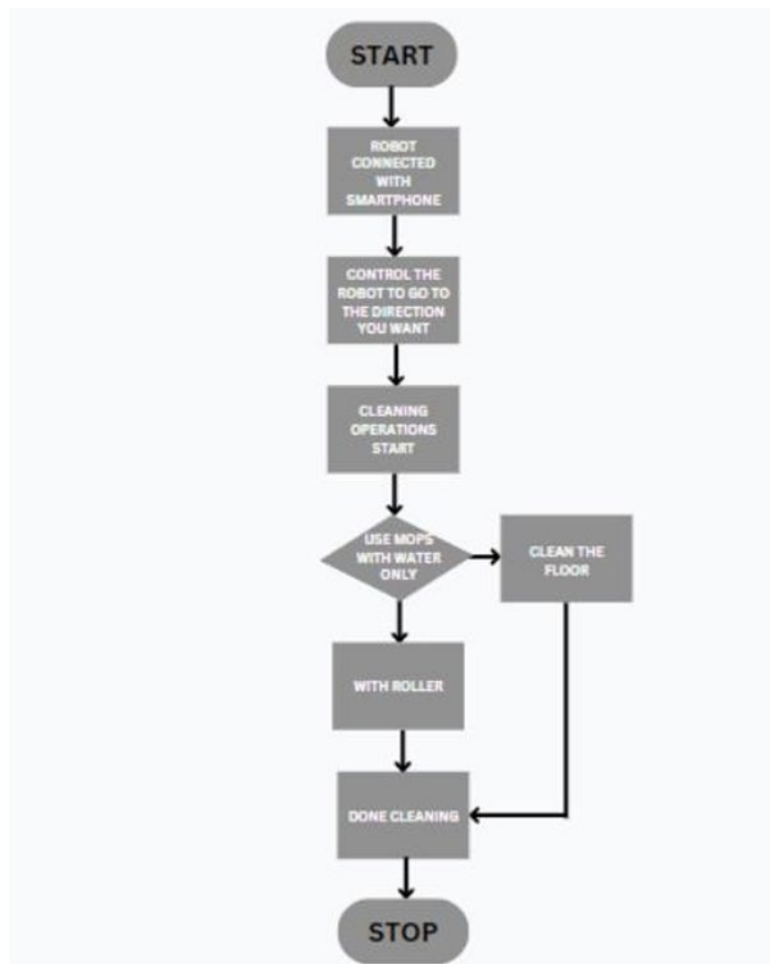 START
ROBOT
CONNECTED
WITH
SMARTPHONE
CONTROL THE
ROBOT TO GO TO
THE DIRECTION
YOU WANT
CLEANING
OPERATIONS
START
USE MOPS
WITH WATER
ONLY
CLEAN THE
FLOOR
WITH ROLLER
DONE CLEANING
STOP